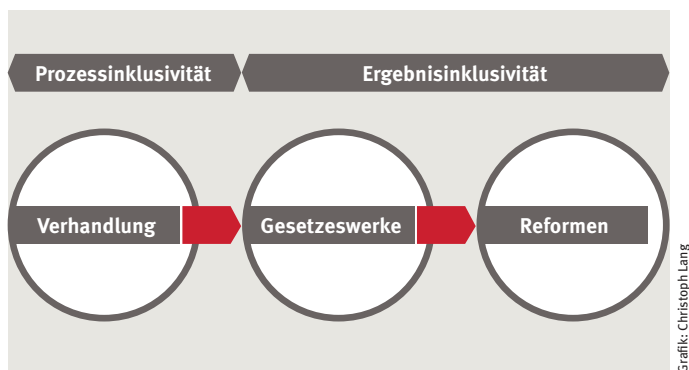 Prozessinklusivität
Ergebnisinklusivität
Verhandlung
Gesetzeswerke
Reformen
Grafik: Christoph Lang